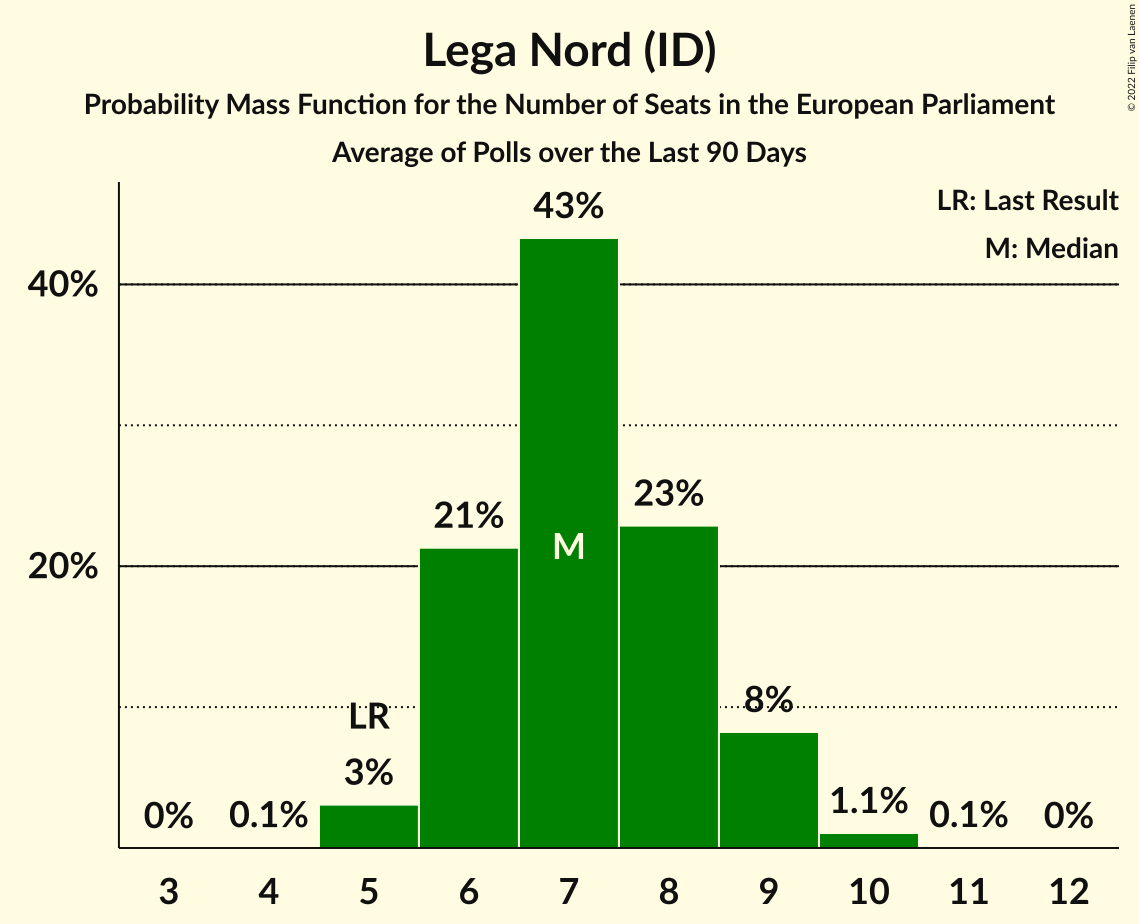 Lega Nord (ID)
Probability Mass Function for the Number of Seats in the European Parliament
Average of Polls over the Last 90 Days
© 2022 Filip van Laenen
LR: Last Result
M: Median
43%
40%
23%
21%
M
20%
8%
LR
3%
1.1%
0% 0.1% 0.1% 0%
3 4 5 6 7 8 9 10 11 12